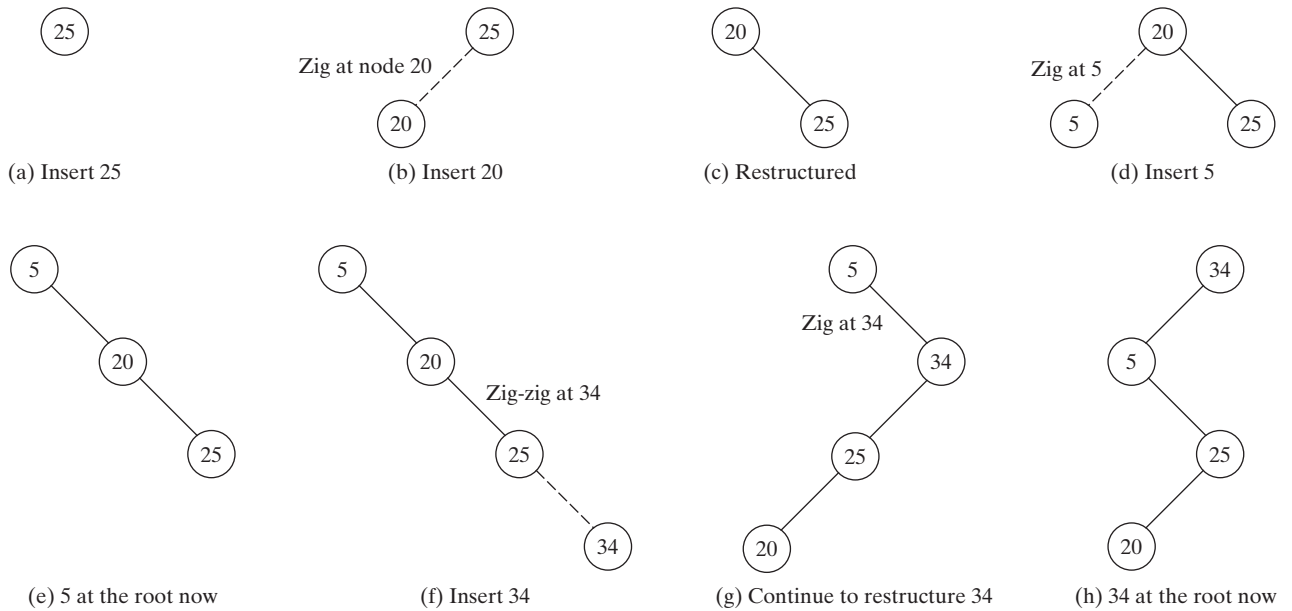 25
25
Zig at node 20
20
20
25
20
Zig at 5
5
25
(a) Insert 25
(b) Insert 20
(c) Restructured
(d) Insert 5
5
20
25
5
20
Zig-zig at 34
25
34
5
Zig at 34
34
25
20
34
5
25
20
(e) 5 at the root now
(f) Insert 34
(g) Continue to restructure 34
(h) 34 at the root now